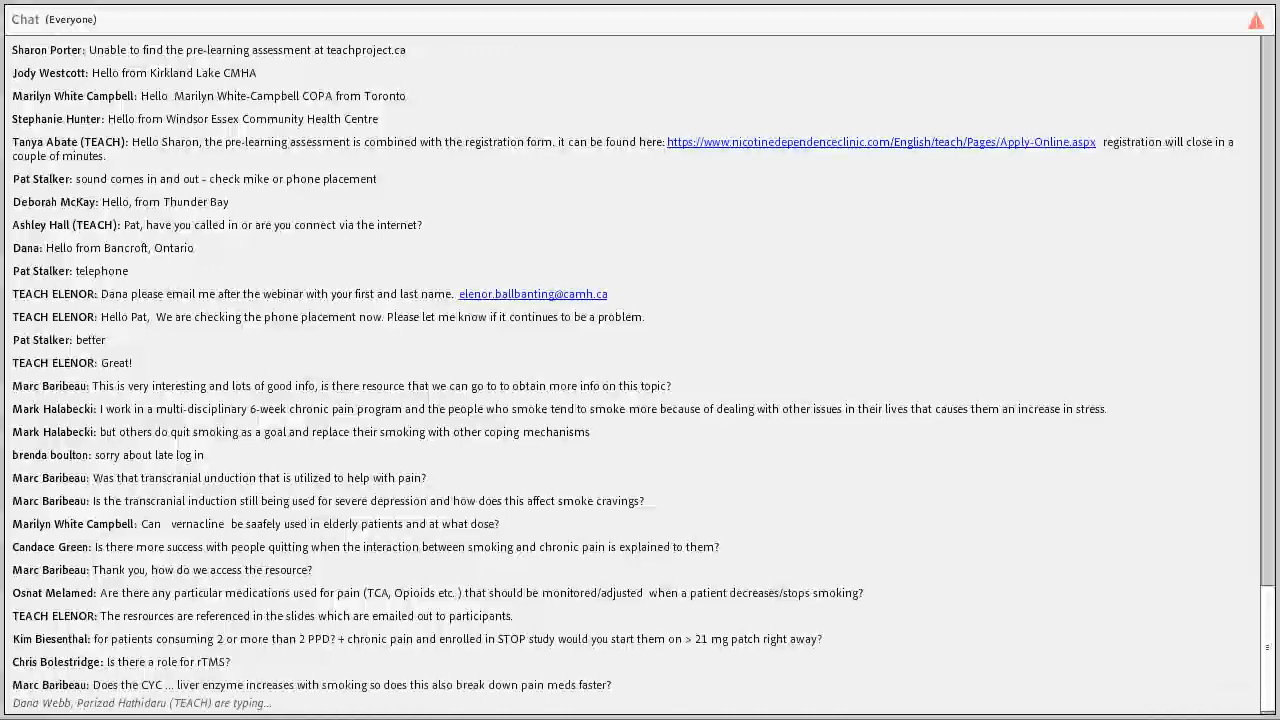 Chat (Everyone)
Sharon Porter: Unable to find the pre-learning assessment at teachproject.ca
Jody Westcott: Hello from Kirkland Lake CMHA
Marilyn White Campbell: Hello  Marilyn White-Campbell COPA from Toronto
Stephanie Hunter: Hello from Windsor Essex Community Health Centre
Tanya Abate (TEACH): Hello Sharon, the pre-learning assessment is combined with the registration form. it can be found here: https://www.nicotinedependenceclinic.com/English/teach/Pages/Apply-Online.aspx  registration will close in a
couple of minutes.
Pat Stalker: sound comes in and out - check mike or phone placement
Deborah McKay: Hello, from Thunder Bay
Ashley Hall (TEACH): Pat, have you called in or are you connect via the internet?
Dana: Hello from Bancroft, Ontario
Pat Stalker: telephone
TEACH ELENOR: Dana please email me after the webinar with your first and last name.  elenor.ballbanting@camh.ca
TEACH ELENOR: Hello Pat,  We are checking the phone placement now. Please let me know if it continues to be a problem.
Pat Stalker: better
TEACH ELENOR: Great!
Marc Baribeau: This is very interesting and lots of good info, is there resource that we can go to to obtain more info on this topic?
Mark Halabecki: I work in a multi-disciplinary 6-week chronic pain program and the people who smoke tend to smoke more because of dealing with other issues in their lives that causes them an increase in stress.
Mark Halabecki: but others do quit smoking as a goal and replace their smoking with other coping mechanisms
brenda boulton: sorry about late log in
Marc Baribeau: Was that transcranial unduction that is utilized to help with pain?
Marc Baribeau: Is the transcranial induction still being used for severe depression and how does this affect smoke cravings?
Marilyn White Campbell: Can   vernacline  be saafely used in elderly patients and at what dose?
Candace Green: Is there more success with people quitting when the interaction between smoking and chronic pain is explained to them?
Marc Baribeau: Thank you, how do we access the resource?
Osnat Melamed: Are there any particular medications used for pain (TCA, Opioids etc. ) that should be monitored/adjusted  when a patient decreases/stops smoking?
TEACH ELENOR: The resrources are referenced in the slides which are emailed out to participants.
Kim Biesenthal: for patients consuming 2 or more than 2 PPD? + chronic pain and enrolled in STOP study would you start them on > 21 mg patch right away?
Chris Bolestridge: Is there a role for rTMS?
Marc Baribeau: Does the CYC ... liver enzyme increases with smoking so does this also break down pain meds faster?
Dana Webb, Parizad Hathidaru (TEACH) are typing...